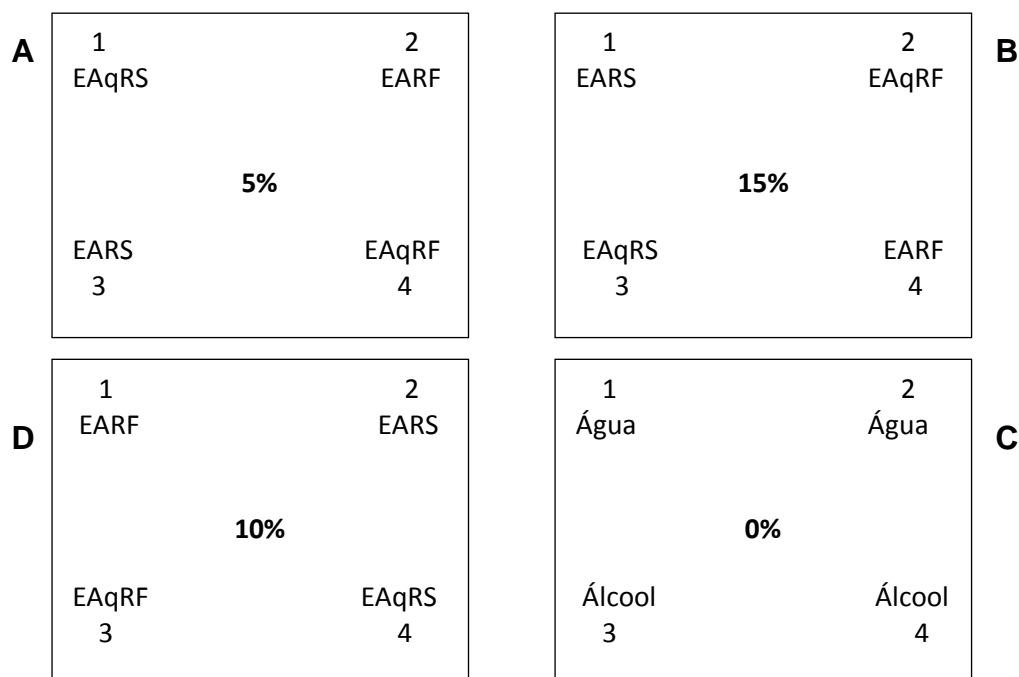 A
1 2
EAqRS EARF
5%
EARS EAqRF
3 4
B
1 2
EARS EAqRF
15%
EAqRS EARF
3 4
D
1 2
EARF EARS
10%
EAqRF EAqRS
3 4
C
1 2
Água Água
0%
Álcool Álcool
3 4